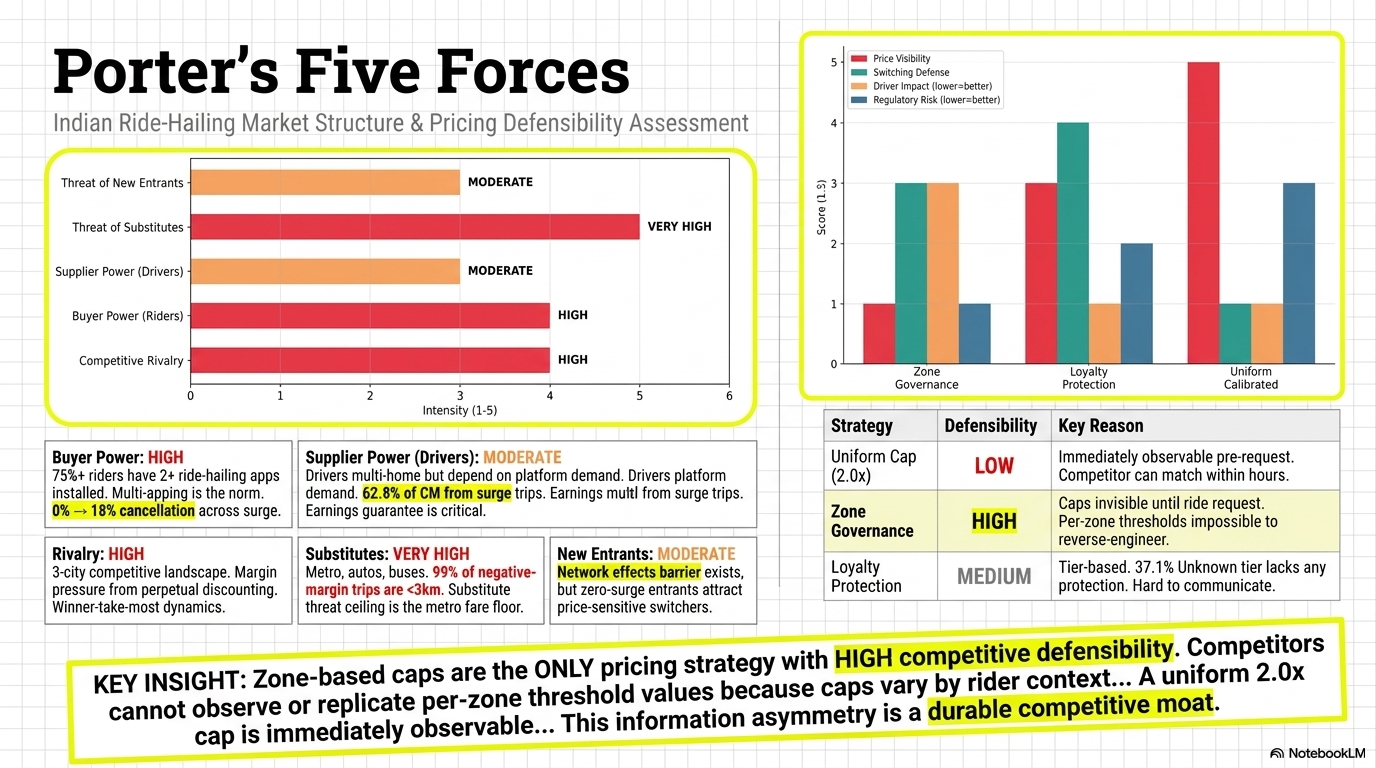 Porter's Five Forces
Indian Ride-Hailing Market Structure & Pricing Defensibility Assessment
Threat of New Entrants
MODERATE
Threat of Substitutes
VERY HIGH
Supplier Power (Drivers)
MODERATE
Buyer Power (Riders)
HIGH
Competitive Rivalry
HIGH
0 1 2 3 4 5 6
Intensity (1-5)
Buyer Power: HIGH
75%+ riders have 2+ ride-hailing apps
installed. Multi-apping is the norm.
0% → 18% cancellation across surge.
Supplier Power (Drivers): MODERATE
Drivers multi-home but depend on platform demand. Drivers platform
demand. 62.8% of CM from surge trips. Earnings multl from surge trips.
Earnings guarantee is critical.
Rivalry: HIGH
3-city competitive landscape. Margin
pressure from perpetual discounting.
Winner-take-most dynamics.
Substitutes: VERY HIGH
Metro, autos, buses. 99% of negative-
margin trips are <3km. Substitute
threat ceiling is the metro fare floor.
New Entrants: MODERATE
Network effects barrier exists,
but zero-surge entrants attract
price-sensitive switchers.
Price Visibility
Switching Defense
Driver Impact (lower=better)
Regulatory Risk (lower=better)
5
4
3
2
1
0
Score
Zone
Governance
Loyalty
Protection
Uniform
Calibrated
Strategy Defensibility Key Reason
Uniform Cap
(2.0x)
LOW
Immediately observable pre-request.
Competitor can match within hours.
Zone
Governance
HIGH
Caps invisible until ride request.
Per-zone thresholds impossible to
reverse-engineer.
Loyalty
Protection
MEDIUM
Tier-based. 37.1% Unknown tier lacks any
protection. Hard to communicate.
KEY INSIGHT: Zone-based caps are the ONLY pricing strategy with HIGH competitive defensibility. Competitors
cannot observe or replicate per-zone threshold values because caps vary by rider context... A uniform 2.0x
cap is immediately observable... This information asymmetry is a durable competitive moat.
NotebookLM